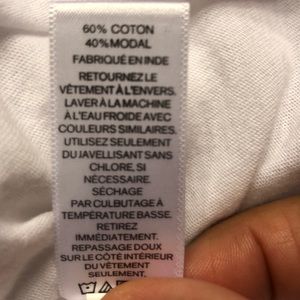 60% COTON
40% MODAL
FABRIQUÉ EN INDE
RETOURNEZ LE
VÊTEMENT À L'ENVERS.
LAVER À LA MACHINE
À L'EAU FROIDE AVEC
COULEURS SIMILAIRES.
UTILISEZ SEULEMENT
DU JAVELLISANT SANS
CHLORE, SI
NÉCESSAIRE.
SÉCHAGE
PAR CULBUTAGE À
TEMPÉRATURE BASSE.
RETIREZ
IMMÉDIATEMENT.
REPASSAGE DOUX
SUR LE CÔTÉ INTÉRIEUR
DU VÊTEMENT
SEULEMENT.